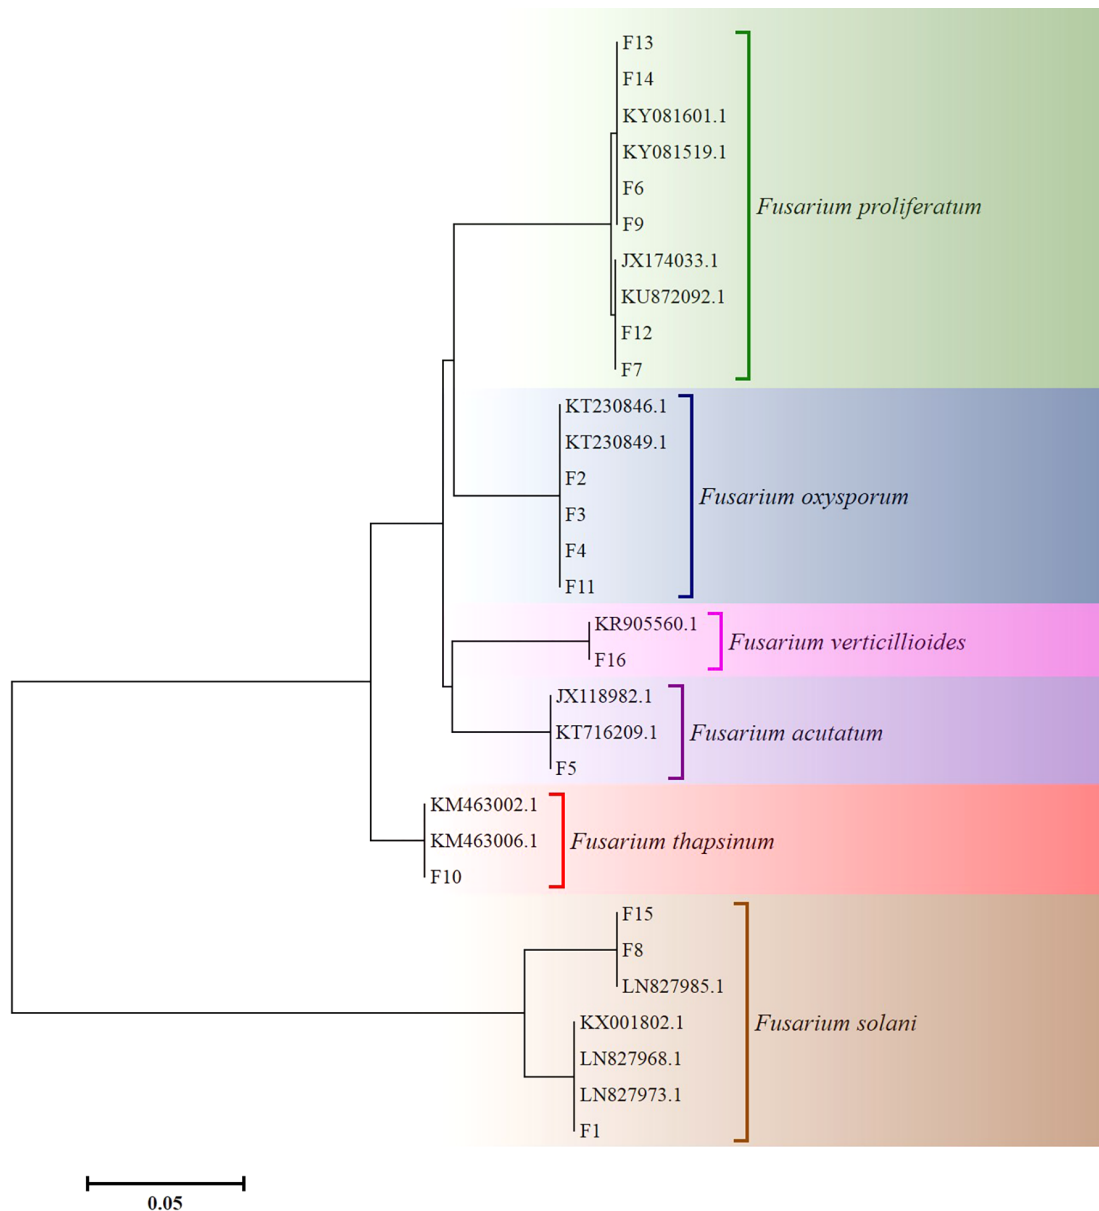 F13
F14
KY081601.1
KY081519.1
F6
Fusarium proliferatum
F9
JX174033.1
KU872092.1
F12
F7
KT230846.1
KT230849.1
F2
Fusarium oxysporum
F3
F4
F11
KR905560.1
Fusarium verticillioides
F16
JX118982.1
KT716209.1
Fusarium acutatum
F5
KM463002.1
KM463006.1
Fusarium thapsinum
F10
F15
F8
LN827985.1
KX001802.1
Fusarium solani
LN827968.1
LN827973.1
F1
0.05